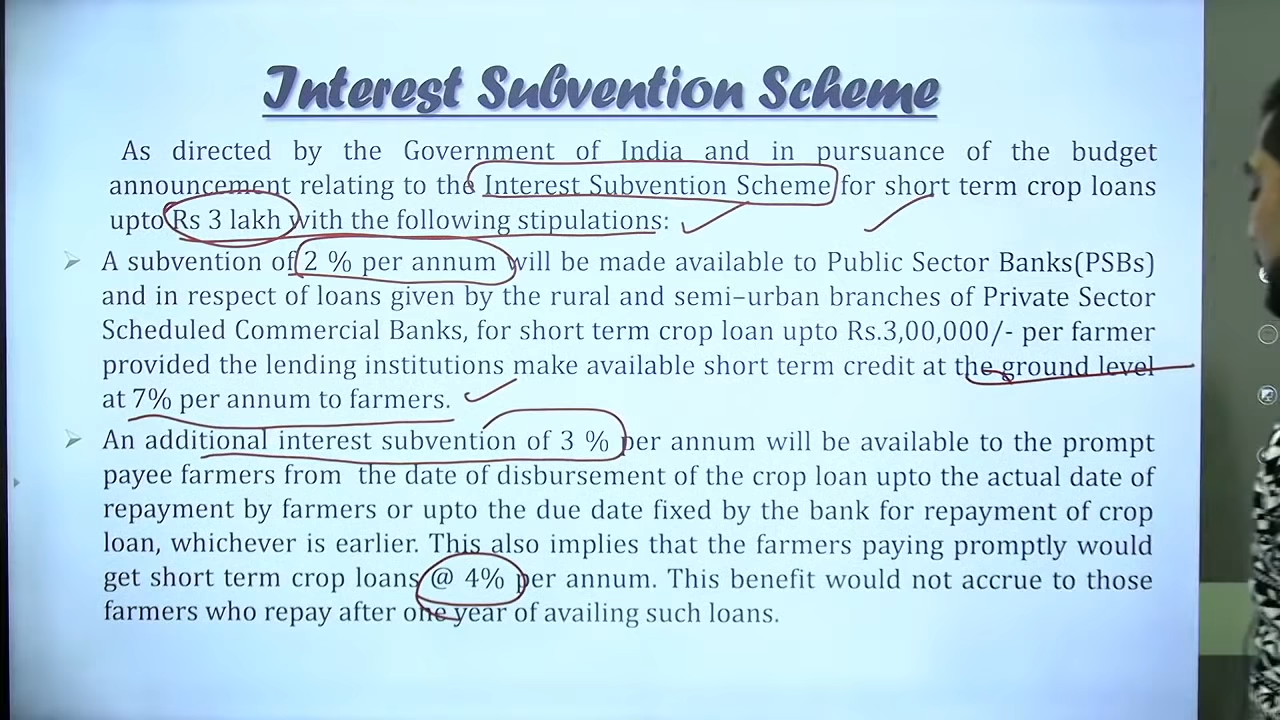 Interest Subvention Scheme
As directed by the Government of India and in pursuance of the budget
announcement relating to the Interest Subvention Scheme for short term crop loans
upto Rs 3 lakh with the following stipulations:
A subvention of 2 % per annum will be made available to Public Sector Banks(PSBs)
and in respect of loans given by the rural and semi–urban branches of Private Sector
Scheduled Commercial Banks, for short term crop loan upto Rs.3,00,000/- per farmer
provided the lending institutions make available short term credit at the ground level
at 7% per annum to farmers.
An additional interest subvention of 3 % per annum will be available to the prompt
payee farmers from the date of disbursement of the crop loan upto the actual date of
repayment by farmers or upto the due date fixed by the bank for repayment of crop
loan, whichever is earlier. This also implies that the farmers paying promptly would
get short term crop loans @ 4% per annum. This benefit would not accrue to those
farmers who repay after one year of availing such loans.